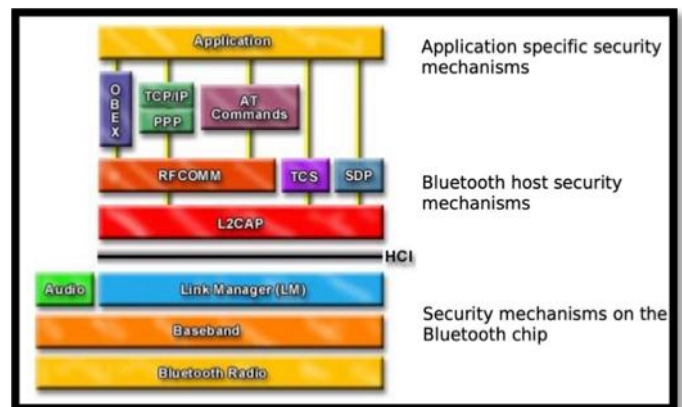 Application
Application specific security
mechanisms
O
B
E
X
TCP/IP
PPP
AT
Commands
RFCOMM
TCS
SDP
Bluetooth host security
mechanisms
L2CAP
HCI
Audio
Link Manager (LM)
Security mechanisms on the
Bluetooth chip
Baseband
Bluetooth Radio